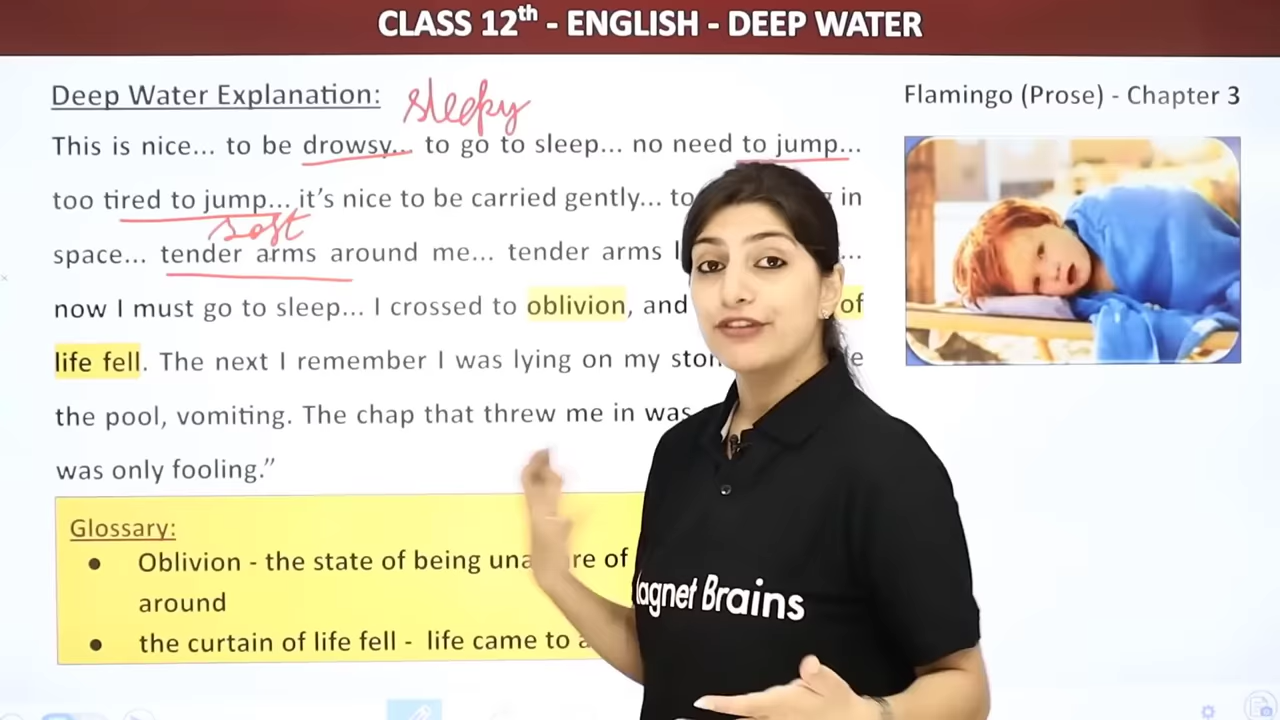 CLASS 12th - ENGLISH - DEEP WATER
Deep Water Explanation:
sleepy
Flamingo (Prose) - Chapter 3
This is nice... to be drowsy... to go to sleep... no need to jump...
too tired to jump... it's nice to be carried gently... to in
soft
space... tender arms around me... tender arms ...
now I must go to sleep... I crossed to oblivion, and of
life fell. The next I remember I was lying on my
the pool, vomiting. The chap that threw me in was
was only fooling."
Glossary:
● Oblivion - the state of being of
around
● the curtain of life fell - life came to
agnet Brains